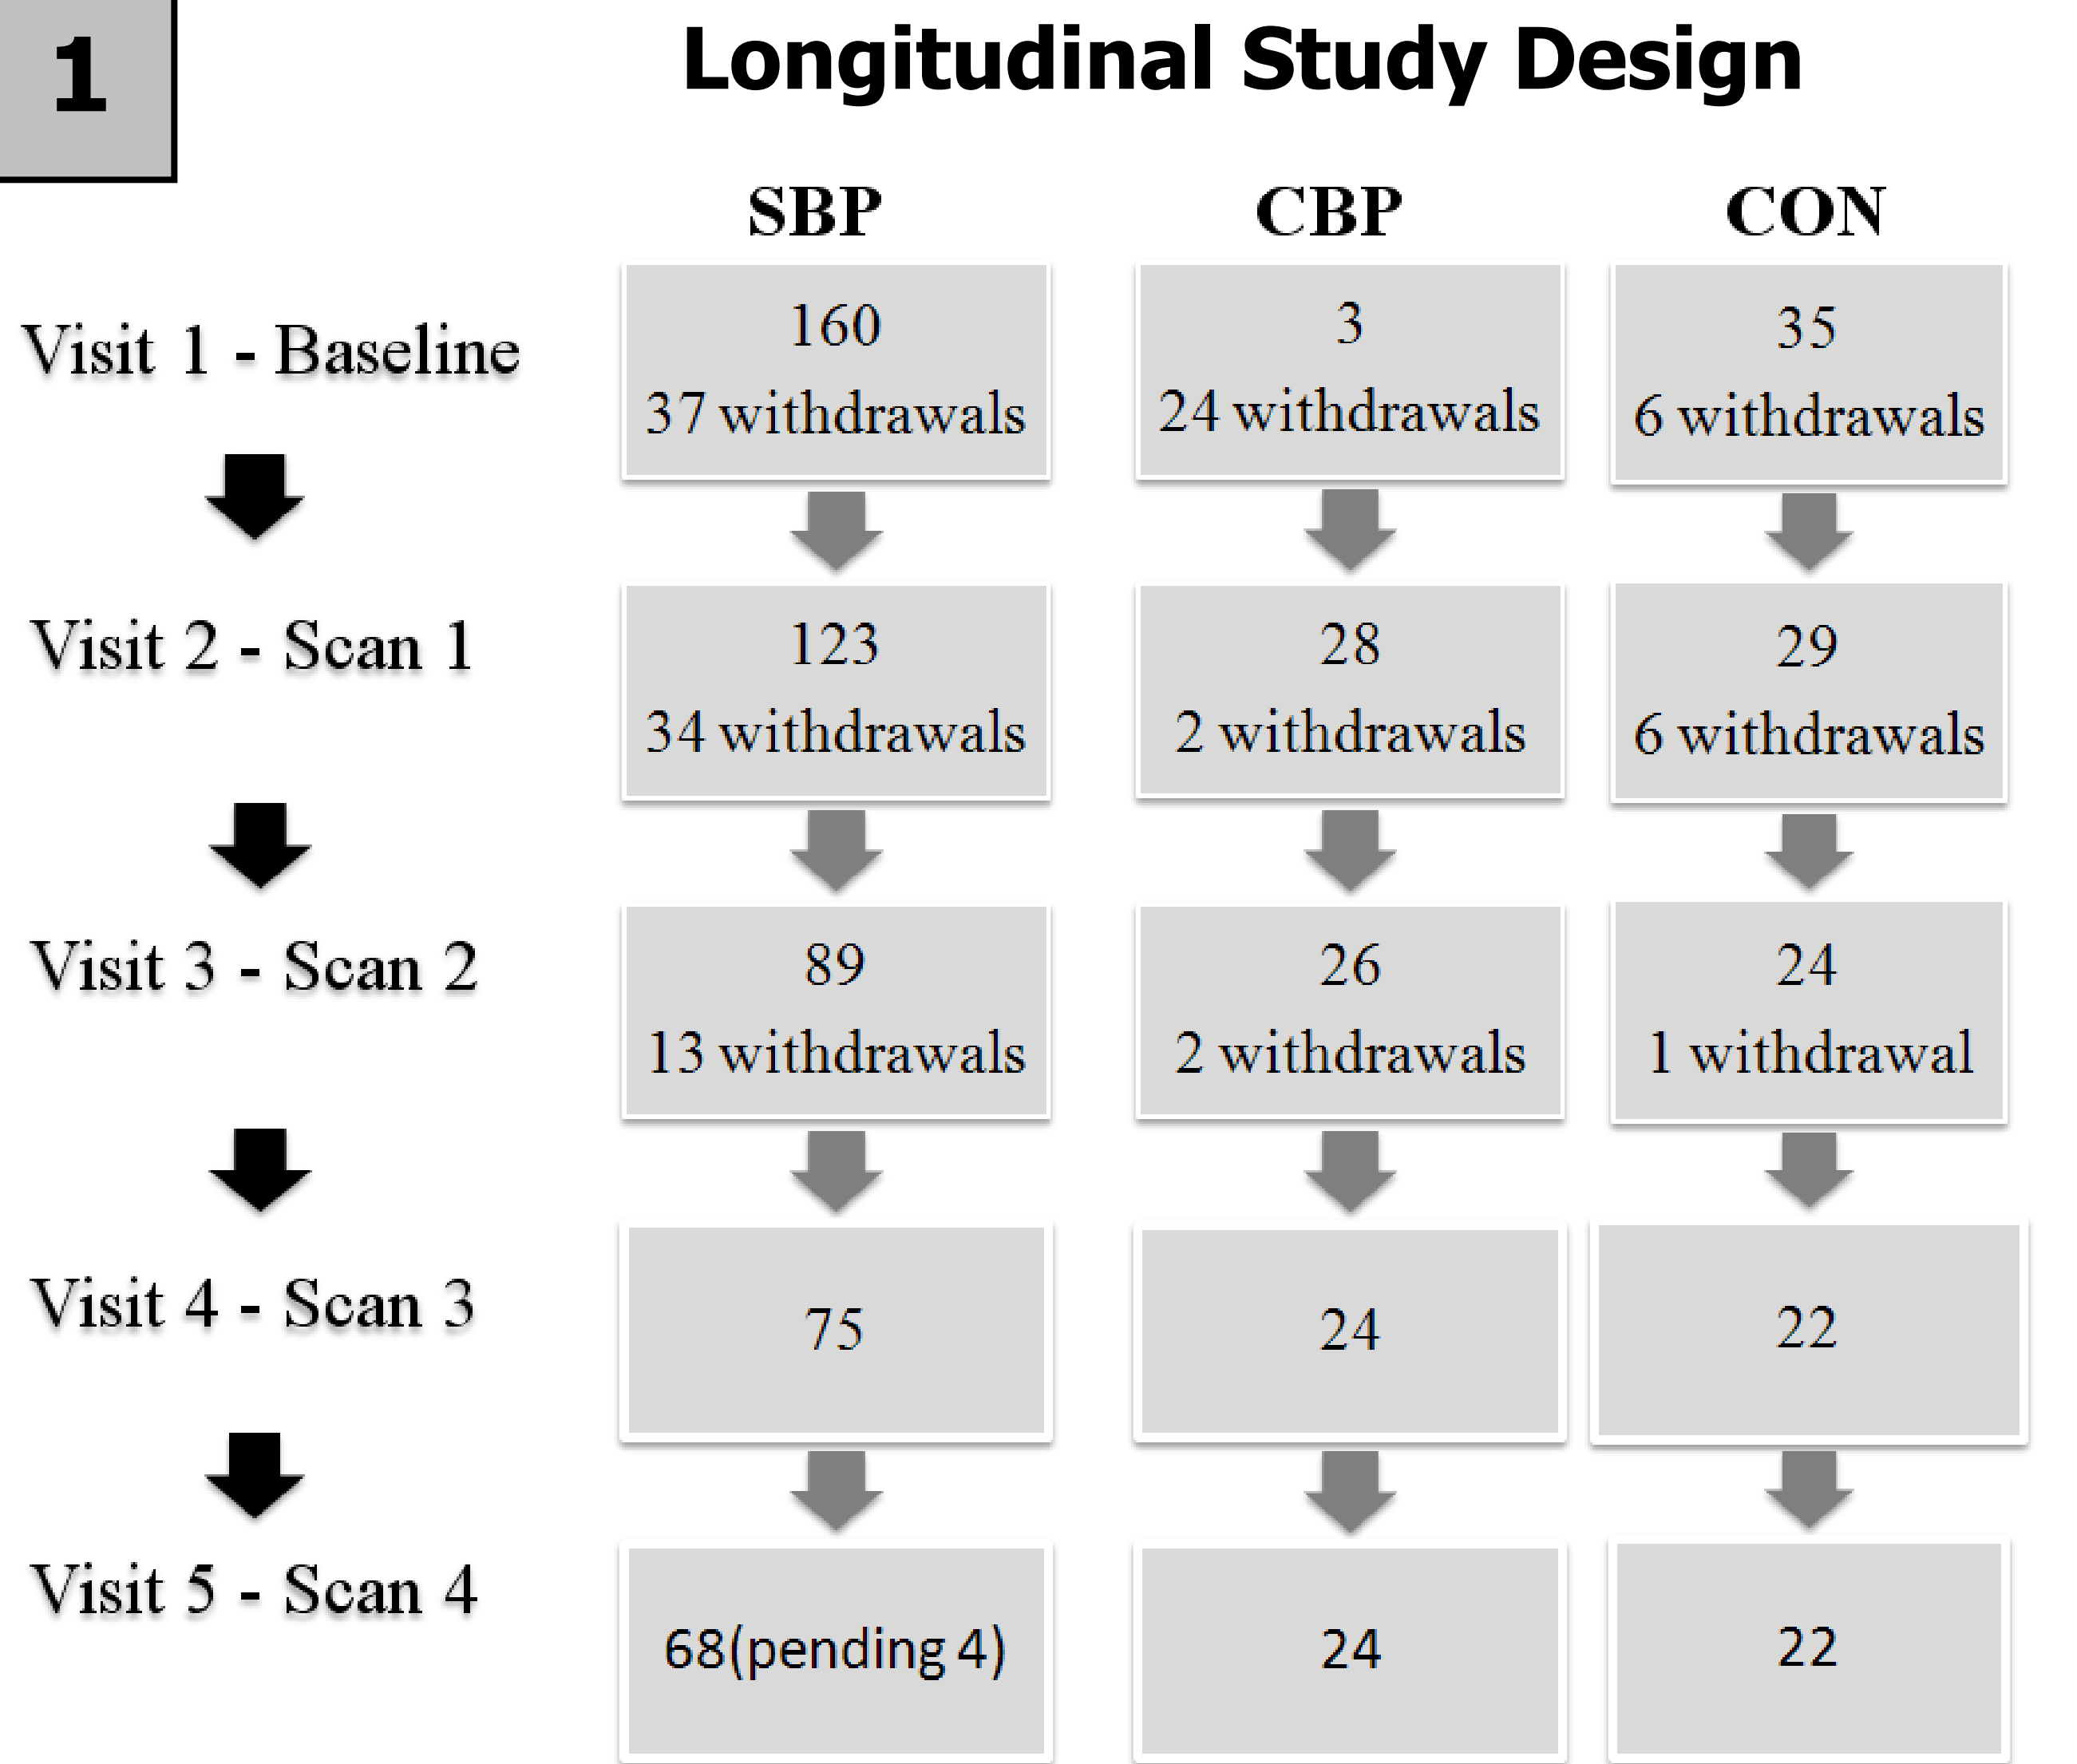 1
Longitudinal Study Design
SBP CBP CON
Visit 1 - Baseline
160
37 withdrawals
3
24 withdrawals
35
6 withdrawals
Visit 2 - Scan 1
123
34 withdrawals
28
2 withdrawals
29
6 withdrawals
Visit 3 - Scan 2
89
13 withdrawals
26
2 withdrawals
24
1 withdrawal
Visit 4 - Scan 3
75
24
22
Visit 5 - Scan 4
68(pending 4)
24
22